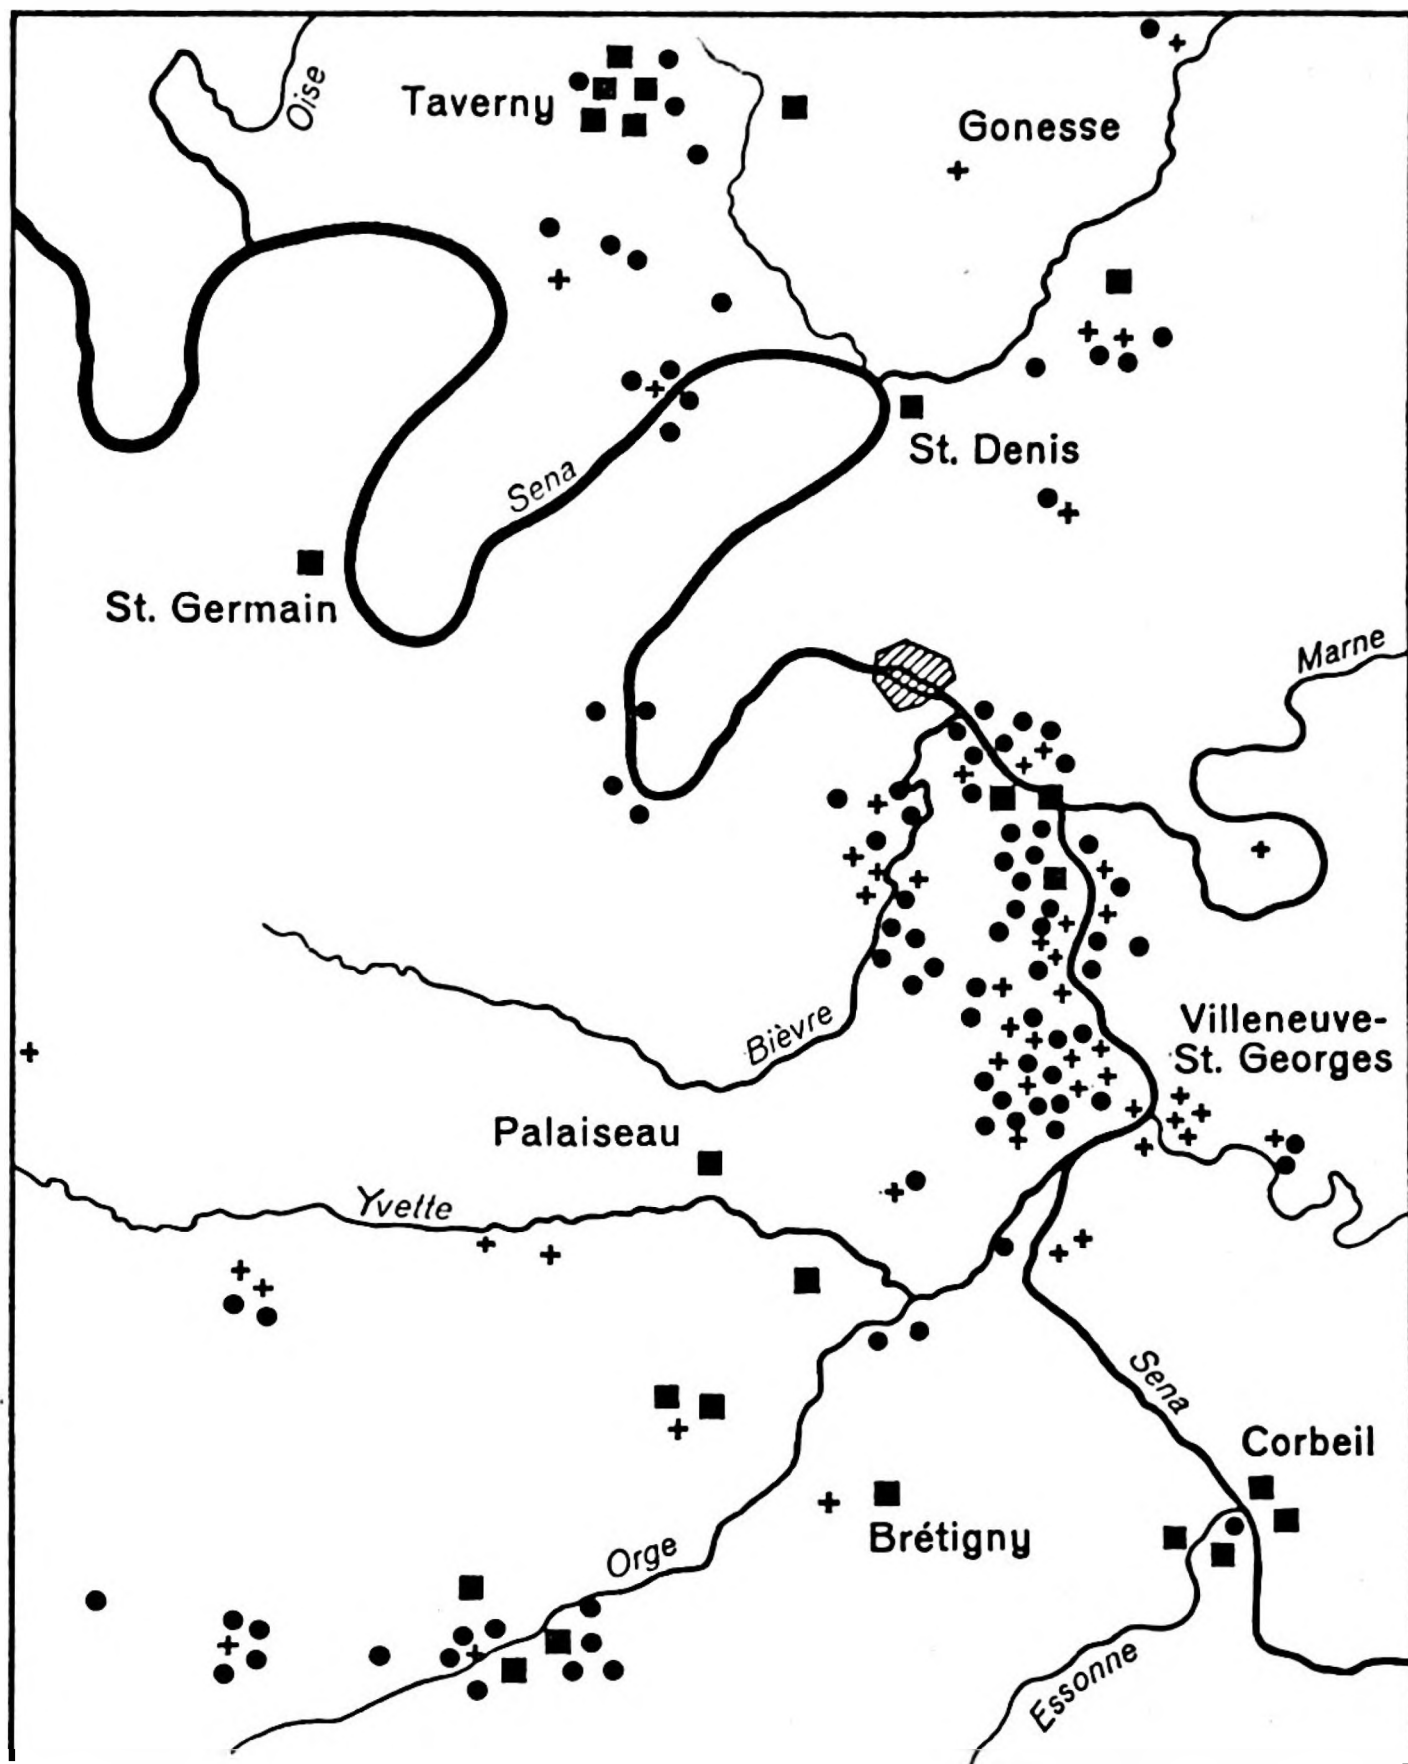 Oise
Taverny
Gonesse
St. Denis
Sena
St. Germain
Marne
Villeneuve-
St. Georges
Bièvre
Palaiseau
Yvette
Sena
Corbeil
Brétigny
Orge
Essonne